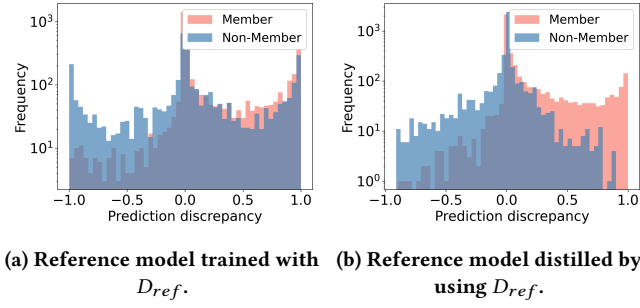 Member
Non-Member
10³
10²
10¹
Frequency
−1.0 −0.5 0.0 0.5 1.0
Prediction discrepancy
(a) Reference model trained with
D_ref.
Member
Non-Member
10³
10²
10¹
10⁰
Frequency
−1.0 −0.5 0.0 0.5 1.0
Prediction discrepancy
(b) Reference model distilled by
using D_ref.